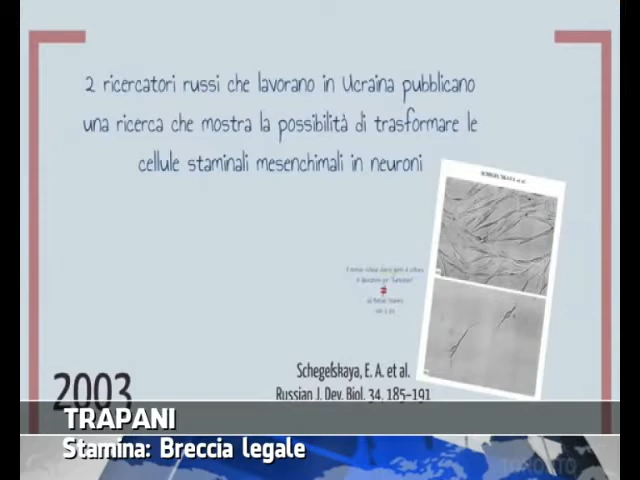 2 ricercatori russi che lavorano in Ucraina pubblicano
una ricerca che mostra la possibilità di trasformare le
cellule staminali mesenchimali in neuroni
Schegelskaya, E. A. et al.
Russian J. Dev. Biol. 34, 185-191
2003
TRAPANI
Stamina: Breccia legale